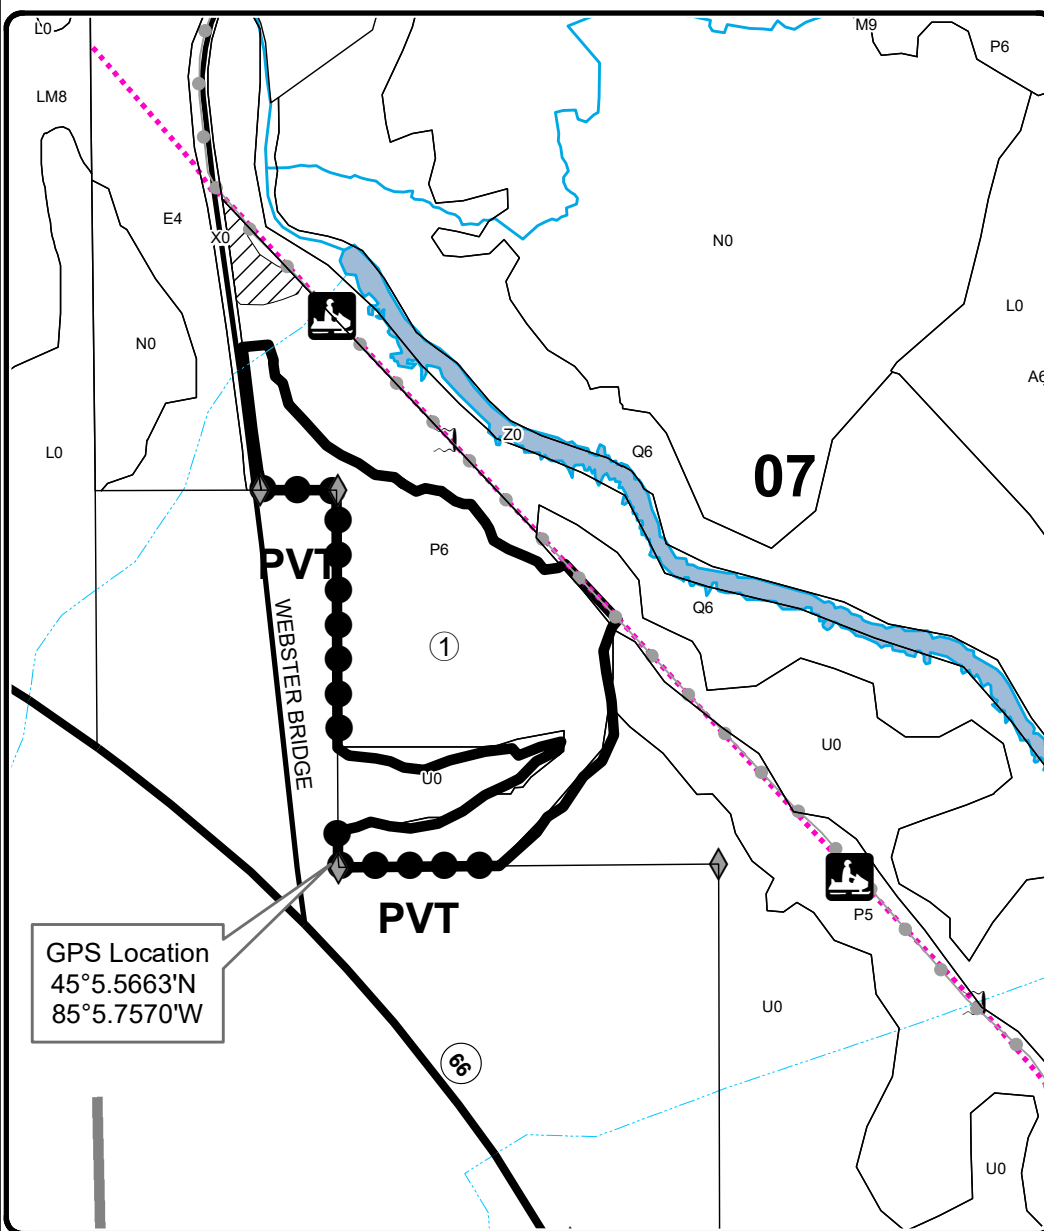 L0
M9
P6
LM8
E4
X0
N0
L0
N0
A6
L0
Z0
Q6
07
P6
PVT
Q6
WEBSTER BRIDGE
1
U0
U0
P5
PVT
GPS Location
45°5.5663'N
85°5.7570'W
U0
66
U0